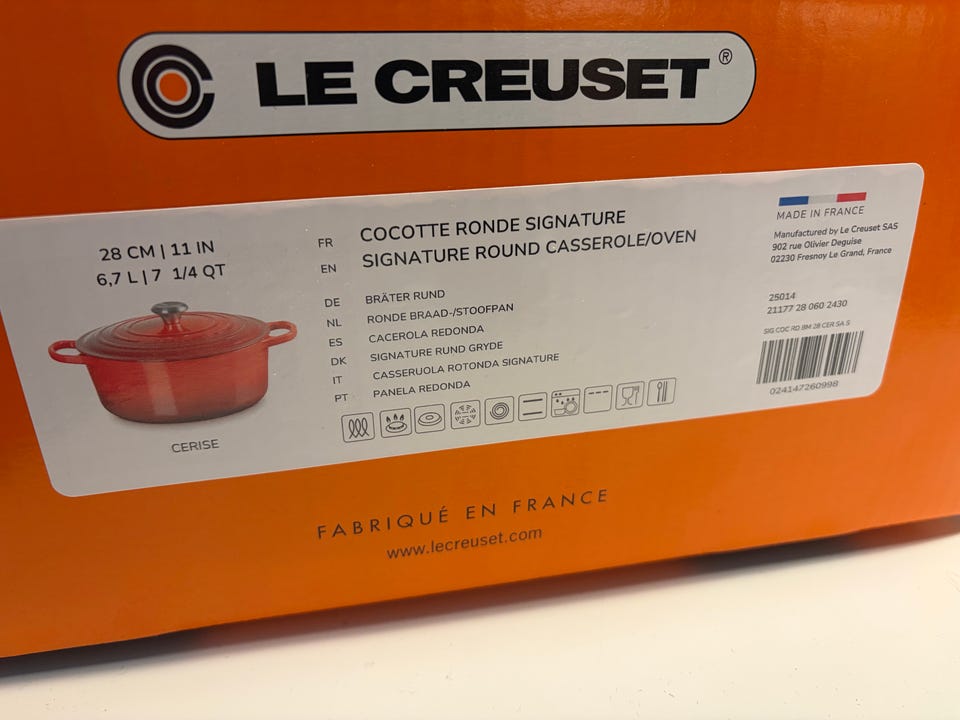 LE CREUSET®
28 CM | 11 IN
6,7 L | 7 1/4 QT
CERISE
FR COCOTTE RONDE SIGNATURE
EN SIGNATURE ROUND CASSEROLE/OVEN
DE BRÄTER RUND
NL RONDE BRAAD-/STOOFPAN
ES CACEROLA REDONDA
DK SIGNATURE RUND GRYDE
IT CASSERUOLA ROTONDA SIGNATURE
PT PANELA REDONDA
MADE IN FRANCE
Manufactured by Le Creuset SAS
902 rue Olivier Deguise
02230 Fresnoy Le Grand, France
25014
21177 28 060 2430
SIG COC RD BM 28 CER SA S
024147260998
FABRIQUÉ EN FRANCE
www.lecreuset.com